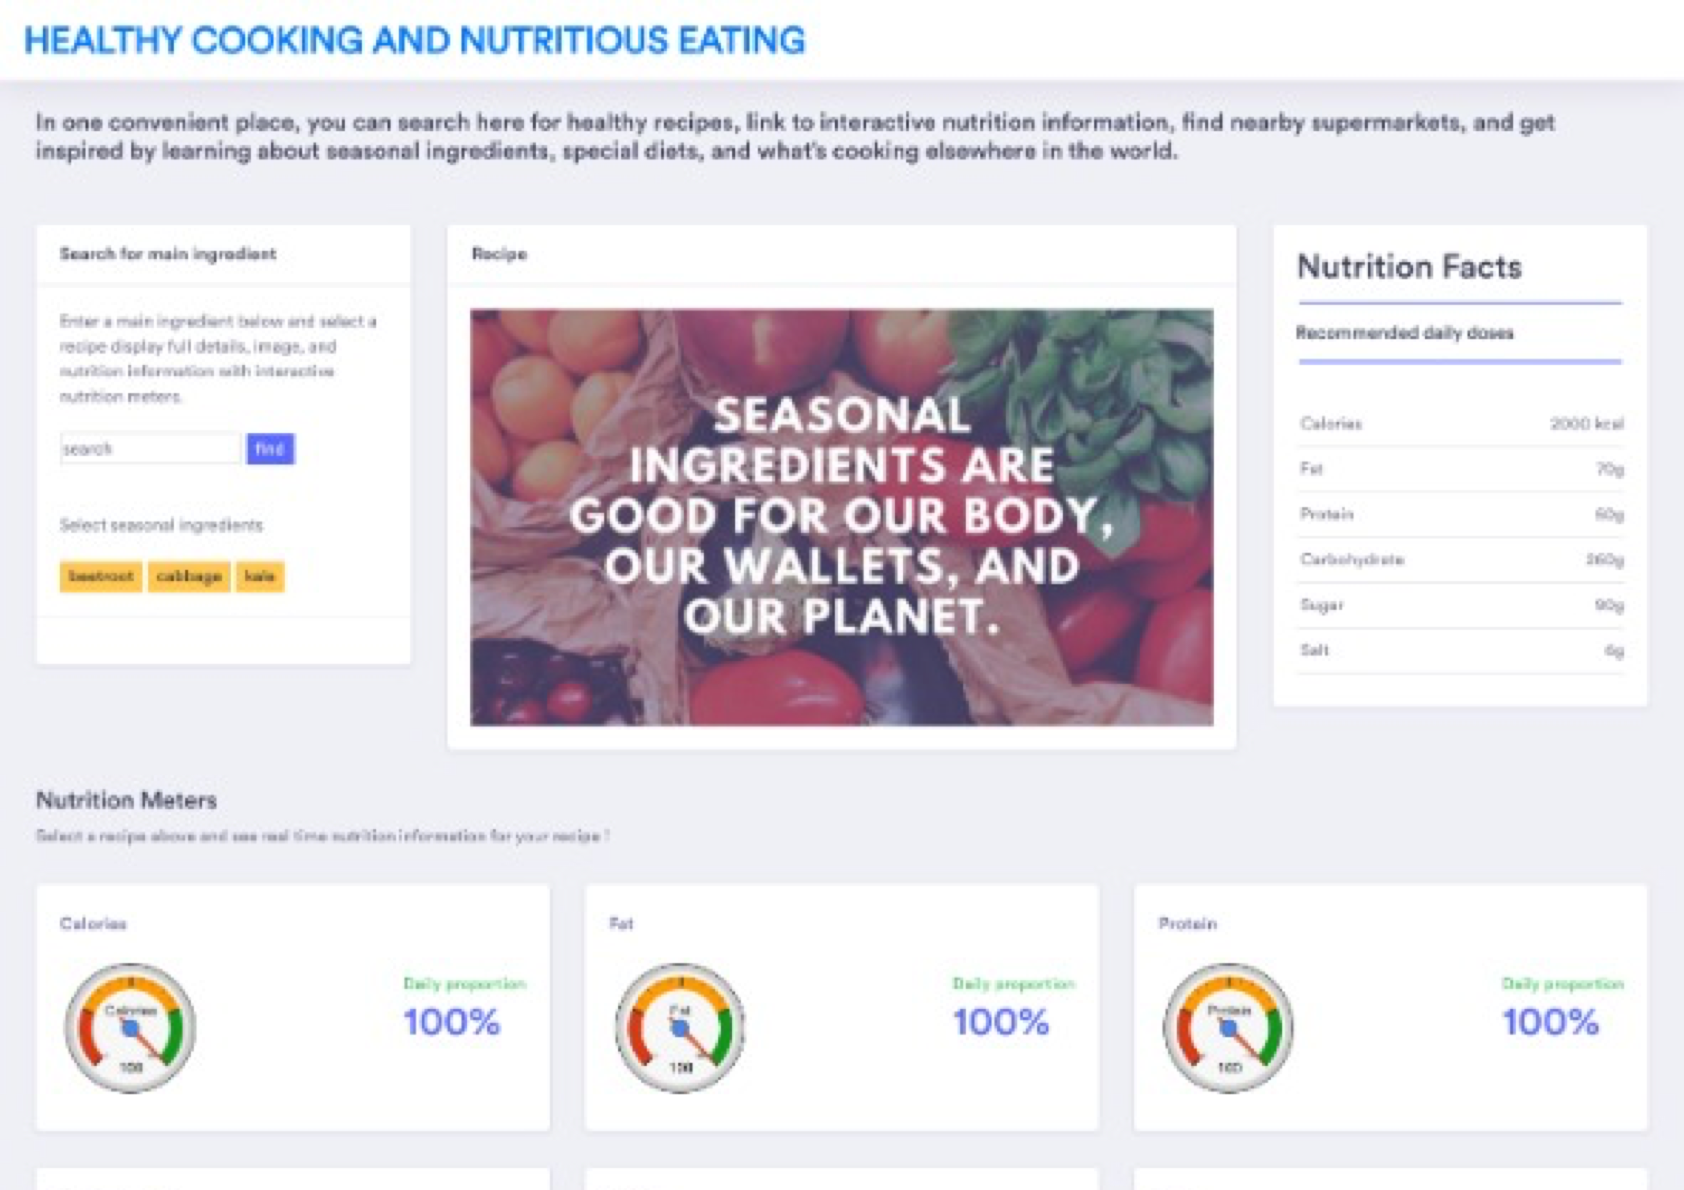 HEALTHY COOKING AND NUTRITIOUS EATING
In one convenient place, you can search here for healthy recipes, link to interactive nutrition information, find nearby supermarkets, and get
inspired by learning about seasonal ingredients, special diets, and what's cooking elsewhere in the world.
Search for main ingredient
Enter a main ingredient below and select a
recipe display full details, image, and
nutrition information with interactive
nutrition meters.
search find
Select seasonal ingredients
beetroot cabbage kale
Recipe
SEASONAL
INGREDIENTS ARE
GOOD FOR OUR BODY,
OUR WALLETS, AND
OUR PLANET.
Nutrition Facts
Recommended daily doses
Calories 2000 kcal
Fat 70g
Protein
Carbohydrate 260g
Sugar 90g
Salt 6g
Nutrition Meters
Select a recipe above and see real time nutrition information for your recipe !
Calories
Calories
100
Daily proportion
100%
Fat
Fat
100
Daily proportion
100%
Protein
Protein
100
Daily proportion
100%